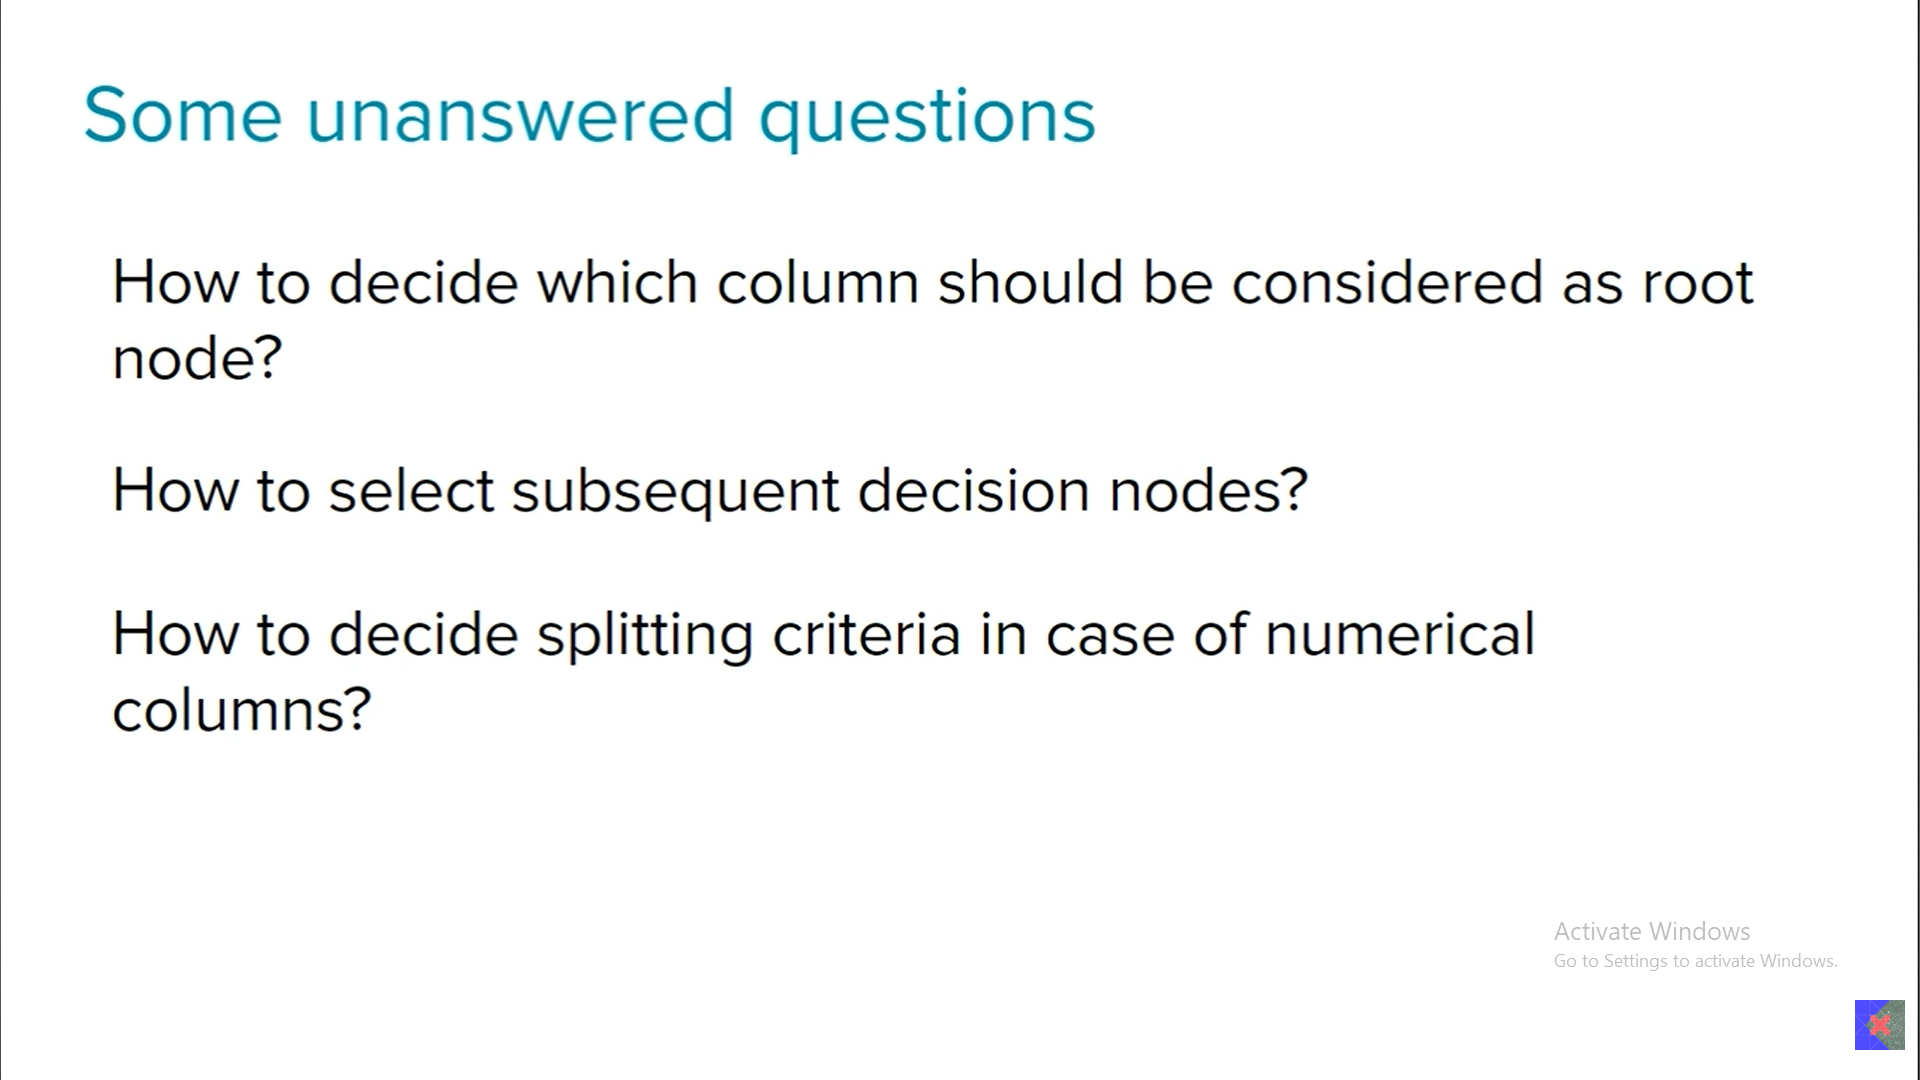 Some unanswered questions
How to decide which column should be considered as root
node?
How to select subsequent decision nodes?
How to decide splitting criteria in case of numerical
columns?
Activate Windows
Go to Settings to activate Windows.